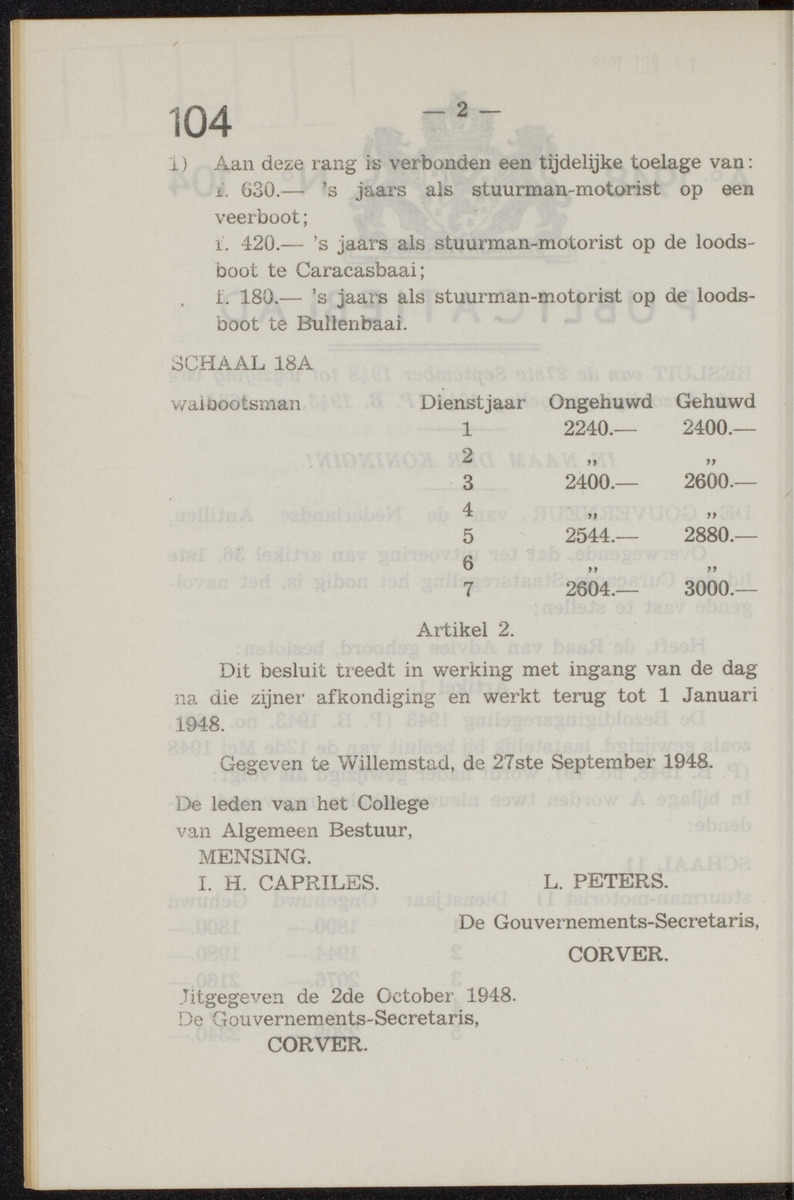 104
— 2 —
1) Aan deze rang is verbonden een tijdelijke toelage van:
f. 630.— 's jaars als stuurman-motorist op een
veerboot;
f. 420.— 's jaars als stuurman-motorist op de loods-
boot te Caracasbaai;
f. 180.— 's jaars als stuurman-motorist op de loods-
boot te Bullenbaai.
SCHAAL 18A
walbootsman Dienstjaar Ongehuwd Gehuwd
1 2240.— 2400.—
2 „ „
3 2400.— 2600.—
4 „ „
5 2544.— 2880.—
6 „ „
7 2604.— 3000.—
Artikel 2.
Dit besluit treedt in werking met ingang van de dag
na die zijner afkondiging en werkt terug tot 1 Januari
1948.
Gegeven te Willemstad, de 27ste September 1948.
De leden van het College
van Algemeen Bestuur,
MENSING.
I. H. CAPRILES. L. PETERS.
De Gouvernements-Secretaris,
CORVER.
Uitgegeven de 2de October 1948.
De Gouvernements-Secretaris,
CORVER.